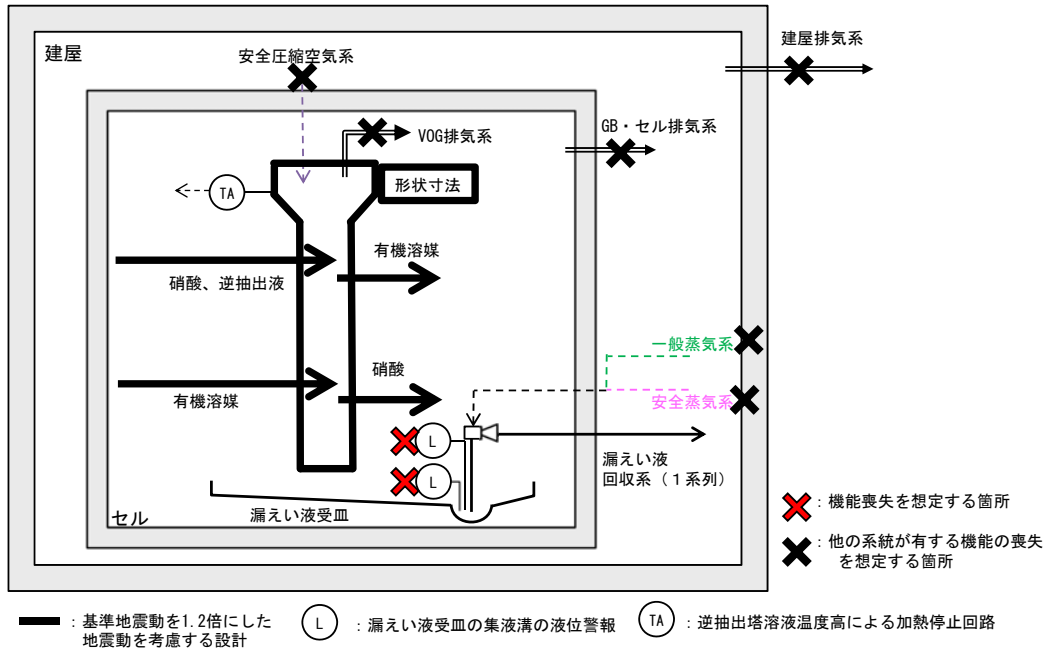 建屋
安全圧縮空気系
建屋排気系
VOG排気系
GB・セル排気系
TA
形状寸法
有機溶媒
硝酸、逆抽出液
一般蒸気系
硝酸
有機溶媒
安全蒸気系
L
L
漏えい液
回収系（１系列）
セル
漏えい液受皿
：機能喪失を想定する箇所
：他の系統が有する機能の喪失
を想定する箇所
：基準地震動を1.2倍にした
地震動を考慮する設計
L
：漏えい液受皿の集液溝の液位警報
TA
：逆抽出塔溶液温度高による加熱停止回路